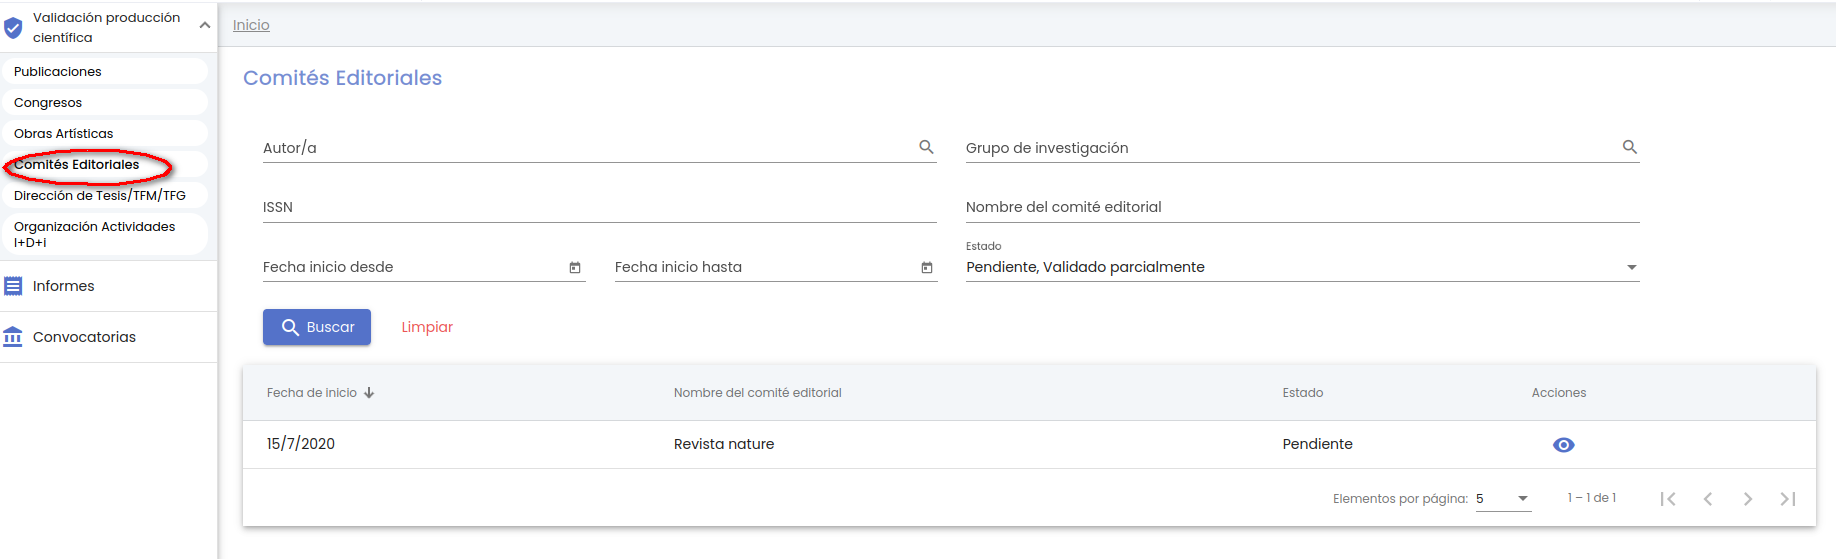 Validación producción
científica
Publicaciones
Congresos
Obras Artísticas
Comités Editoriales
Dirección de Tesis/TFM/TFG
Organización Actividades
I+D+i
Informes
Convocatorias
Inicio
Comités Editoriales
Autor/a
Grupo de investigación
ISSN
Nombre del comité editorial
Fecha inicio desde
Fecha inicio hasta
Estado
Pendiente, Validado parcialmente
Buscar
Limpiar
Fecha de inicio Nombre del comité editorial Estado Acciones
15/7/2020 Revista nature Pendiente
Elementos por página: 5 1 – 1 de 1